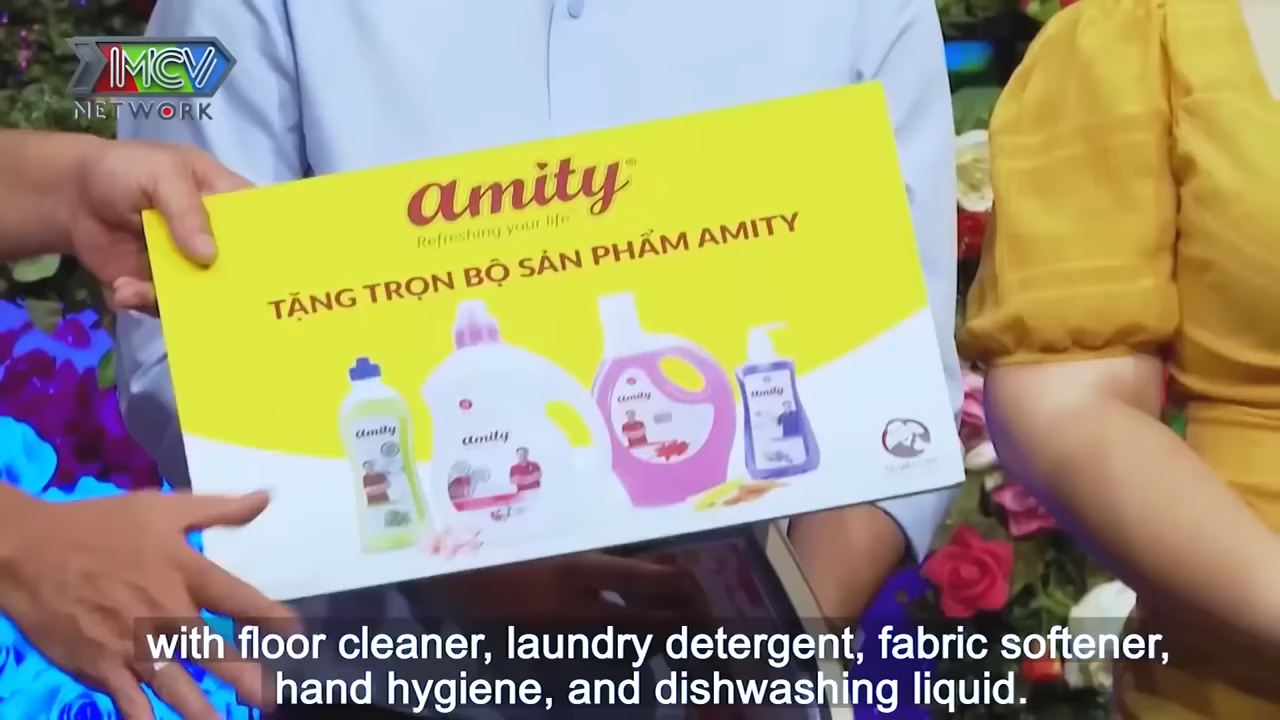 MCV
NETWORK
amity®
Refreshing your life
TẶNG TRỌN BỘ SẢN PHẨM AMITY
amity
amity
amity
amity
with floor cleaner, laundry detergent, fabric softener,
hand hygiene, and dishwashing liquid.